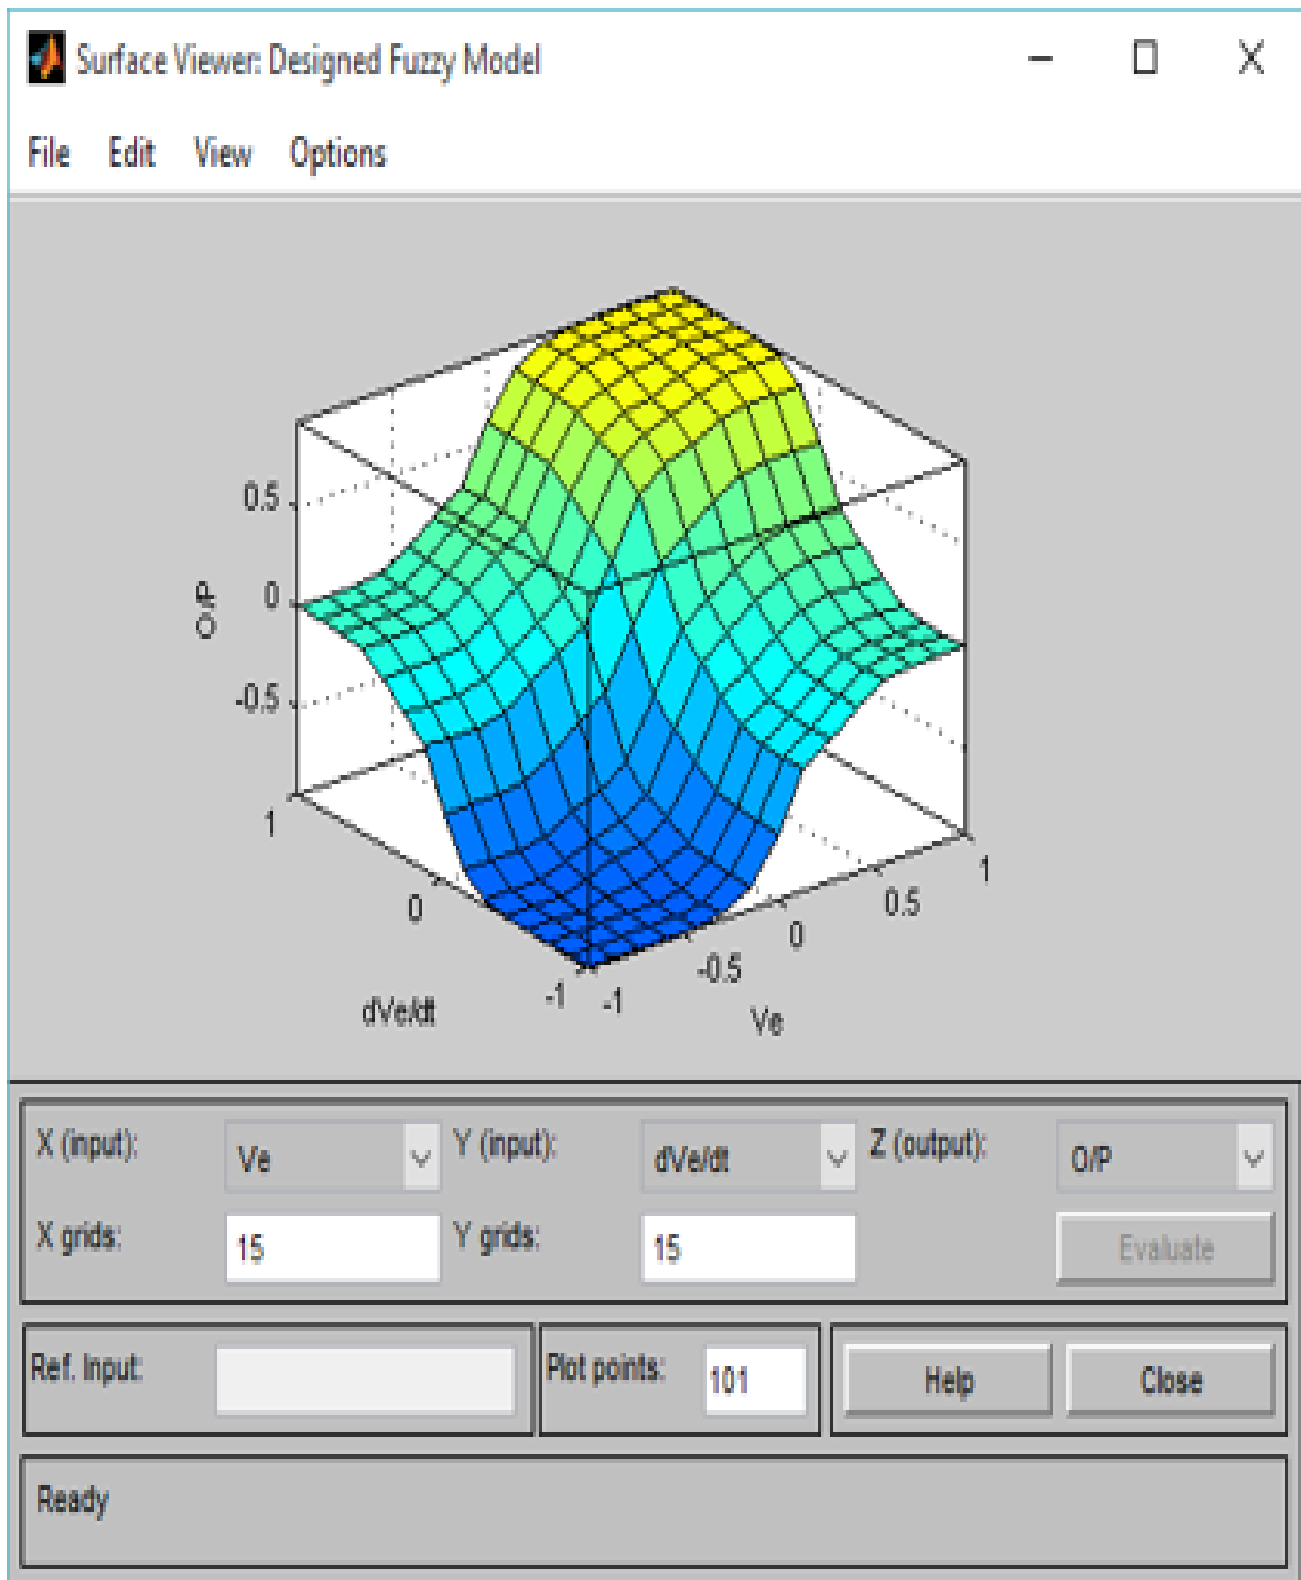 Surface Viewer: Designed Fuzzy Model
File Edit View Options
0.5
0
-0.5
O/P
1
0
-1
dVe/dt
-1
-0.5
0
0.5
1
Ve
X (input): Ve Y (input): dVe/dt Z (output): O/P
X grids: 15 Y grids: 15 Evaluate
Ref. Input: Plot points: 101 Help Close
Ready